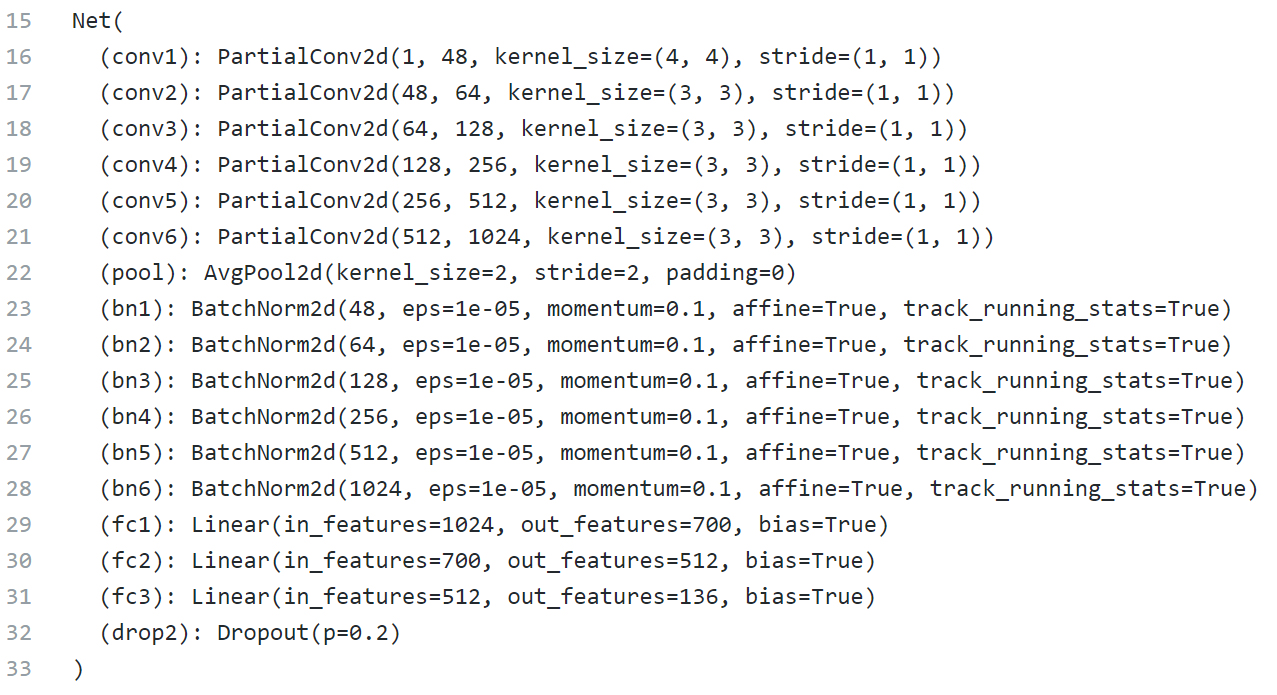 15 Net(
16 (conv1): PartialConv2d(1, 48, kernel_size=(4, 4), stride=(1, 1))
17 (conv2): PartialConv2d(48, 64, kernel_size=(3, 3), stride=(1, 1))
18 (conv3): PartialConv2d(64, 128, kernel_size=(3, 3), stride=(1, 1))
19 (conv4): PartialConv2d(128, 256, kernel_size=(3, 3), stride=(1, 1))
20 (conv5): PartialConv2d(256, 512, kernel_size=(3, 3), stride=(1, 1))
21 (conv6): PartialConv2d(512, 1024, kernel_size=(3, 3), stride=(1, 1))
22 (pool): AvgPool2d(kernel_size=2, stride=2, padding=0)
23 (bn1): BatchNorm2d(48, eps=1e-05, momentum=0.1, affine=True, track_running_stats=True)
24 (bn2): BatchNorm2d(64, eps=1e-05, momentum=0.1, affine=True, track_running_stats=True)
25 (bn3): BatchNorm2d(128, eps=1e-05, momentum=0.1, affine=True, track_running_stats=True)
26 (bn4): BatchNorm2d(256, eps=1e-05, momentum=0.1, affine=True, track_running_stats=True)
27 (bn5): BatchNorm2d(512, eps=1e-05, momentum=0.1, affine=True, track_running_stats=True)
28 (bn6): BatchNorm2d(1024, eps=1e-05, momentum=0.1, affine=True, track_running_stats=True)
29 (fc1): Linear(in_features=1024, out_features=700, bias=True)
30 (fc2): Linear(in_features=700, out_features=512, bias=True)
31 (fc3): Linear(in_features=512, out_features=136, bias=True)
32 (drop2): Dropout(p=0.2)
33 )